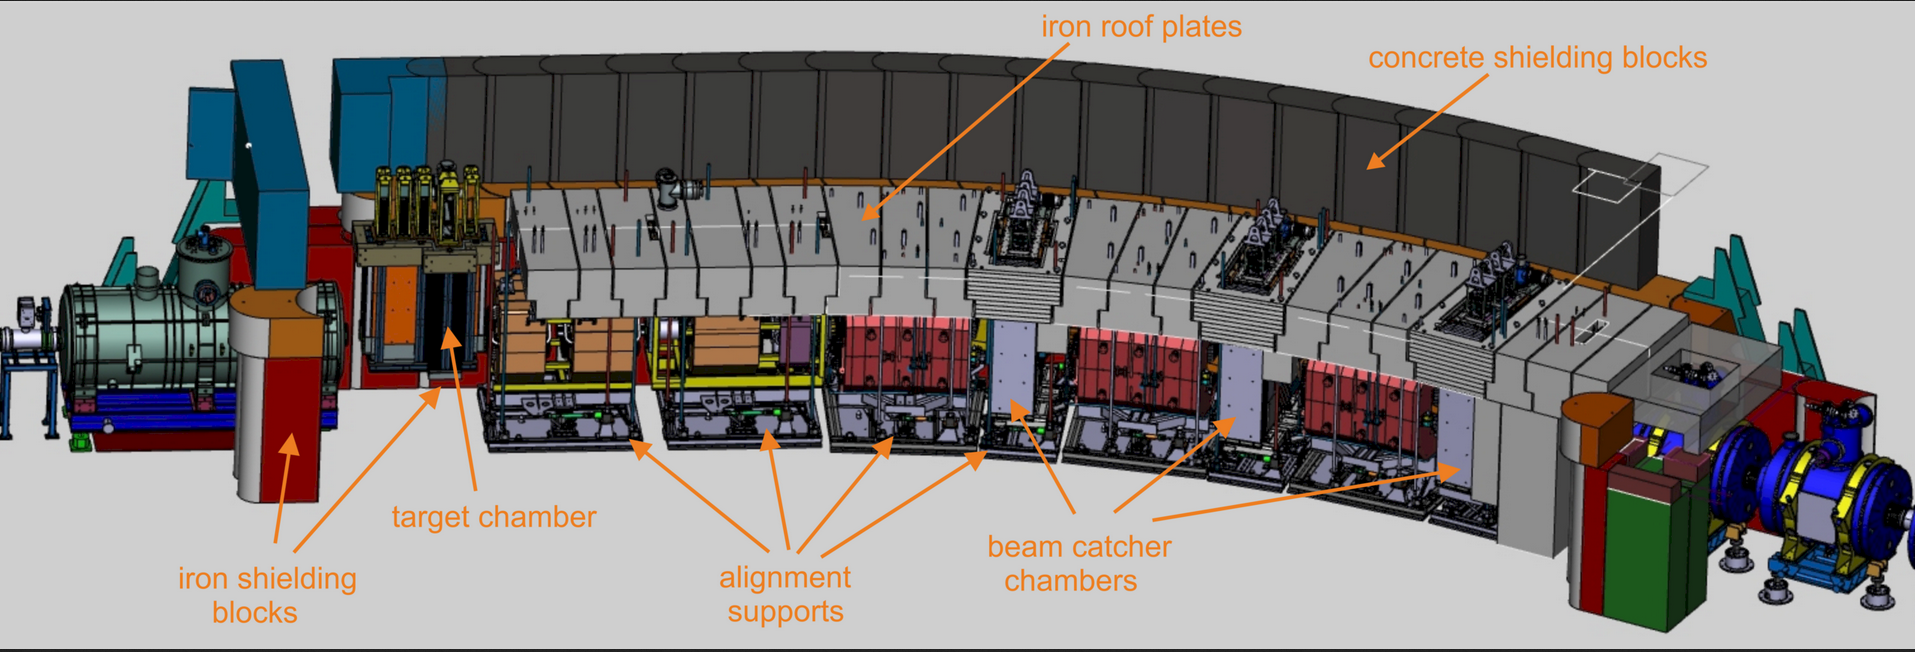 iron roof plates
concrete shielding blocks
target chamber
iron shielding
blocks
alignment
supports
beam catcher
chambers